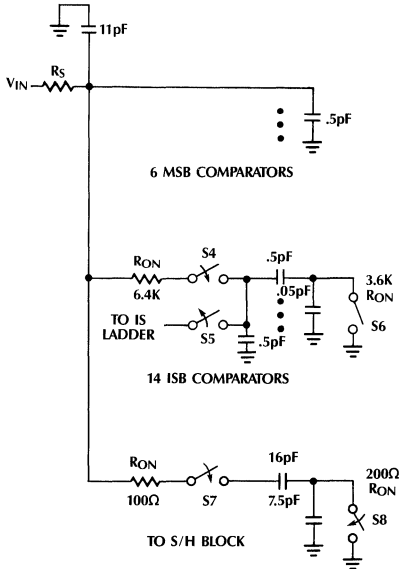 11pF
RS
VIN
.5pF
6 MSB COMPARATORS
RON
S4
.5pF
3.6K
RON
6.4K
.05pF
TO IS
LADDER
S5
.5pF
S6
14 ISB COMPARATORS
RON
16pF
200Ω
RON
100Ω
S7
7.5pF
S8
TO S/H BLOCK